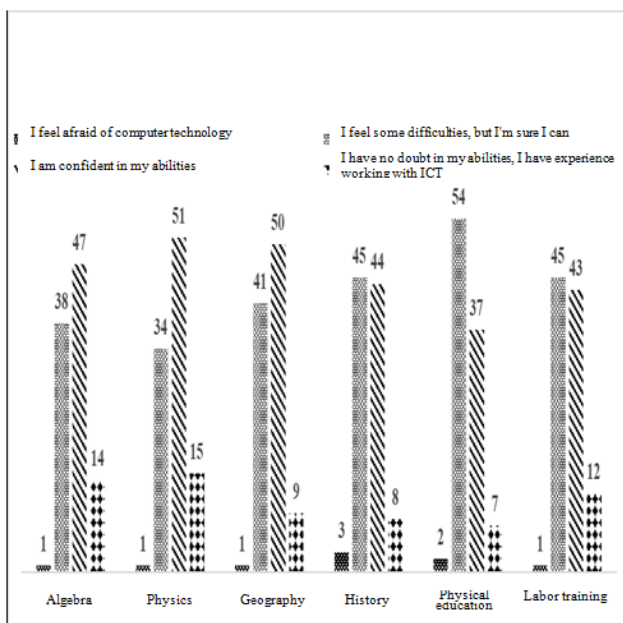 I feel afraid of computer technology
I feel some difficulties, but I'm sure I can
I am confident in my abilities
I have no doubt in my abilities, I have experience
working with ICT
1 38 47 14
1 34 51 15
1 41 50 9
3 45 44 8
2 54 37 7
1 45 43 12
Algebra
Physics
Geography
History
Physical
education
Labor training